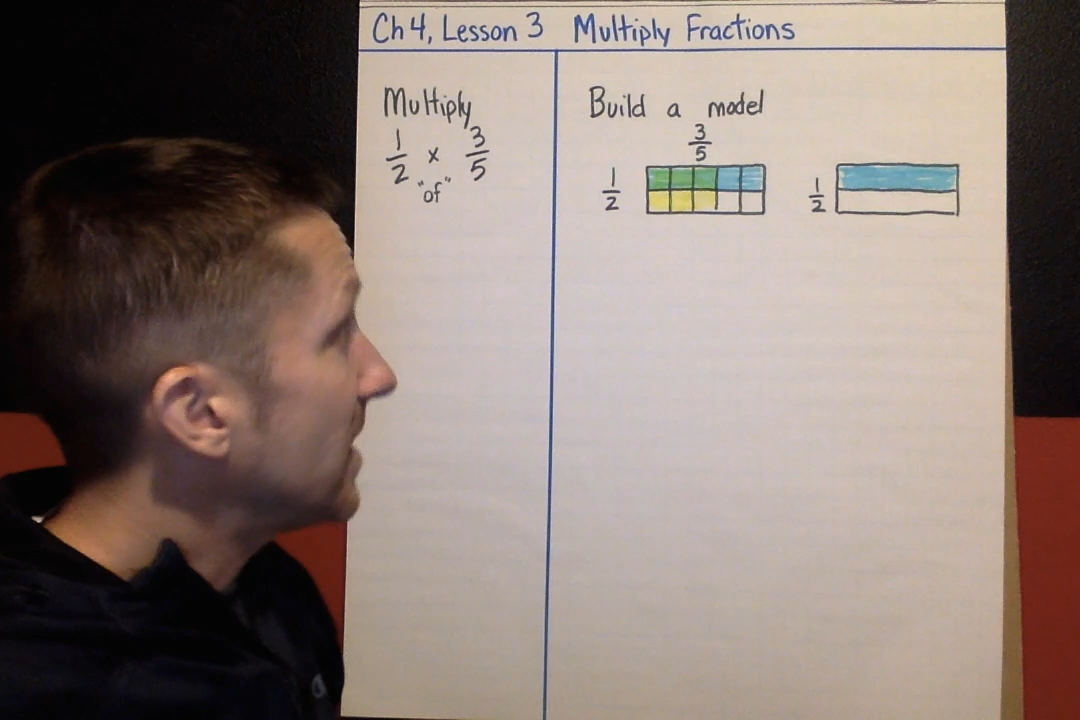 Ch 4, Lesson 3 Multiply Fractions
Multiply
1/2 x 3/5
"of"
Build a model
3/5
1/2
1/2